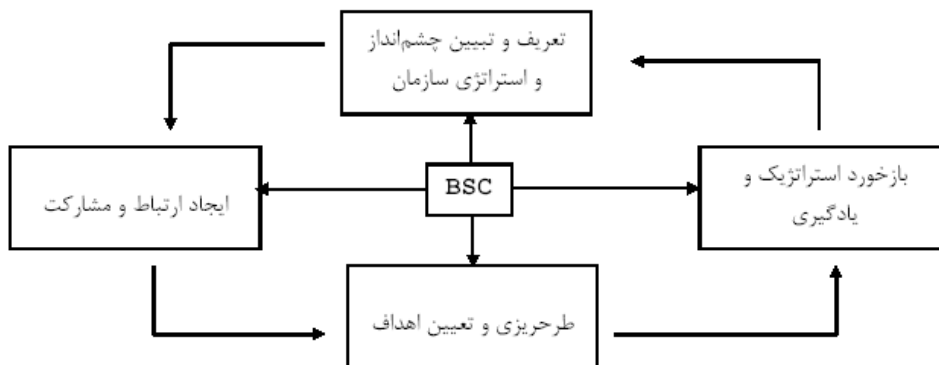 تعریف و تبیین چشم‌انداز
و استراتژی سازمان
بازخورد استراتژیک و
یادگیری
BSC
ایجاد ارتباط و مشارکت
طرحریزی و تعیین اهداف